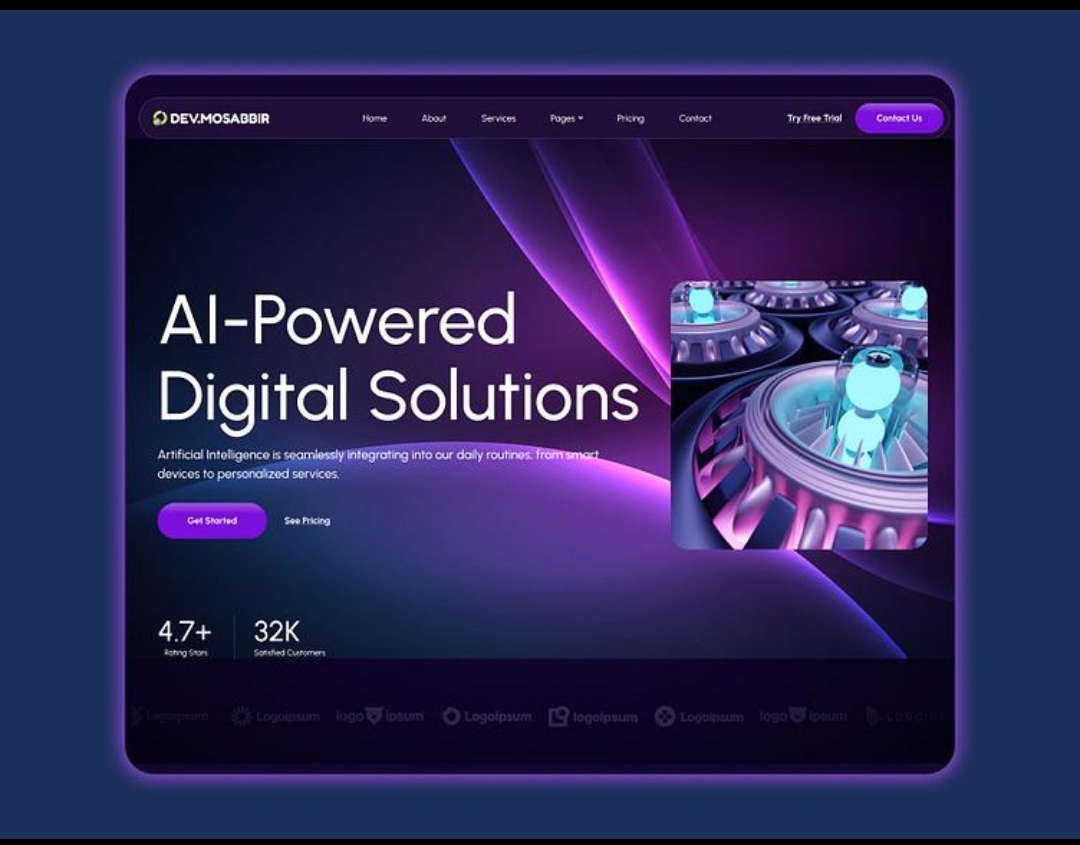 DEV.MOSABBIR
Home About Services Pages Pricing Contact
Try Free Trial
Contact Us
AI-Powered
Digital Solutions
Artificial Intelligence is seamlessly integrating into our daily routines, from smart
devices to personalized services.
Get Started
See Pricing
4.7+
Rating Stars
32K
Satisfied Customers
Logoipsum Logoipsum logo ipsum Logoipsum logoipsum Logoipsum logo ipsum